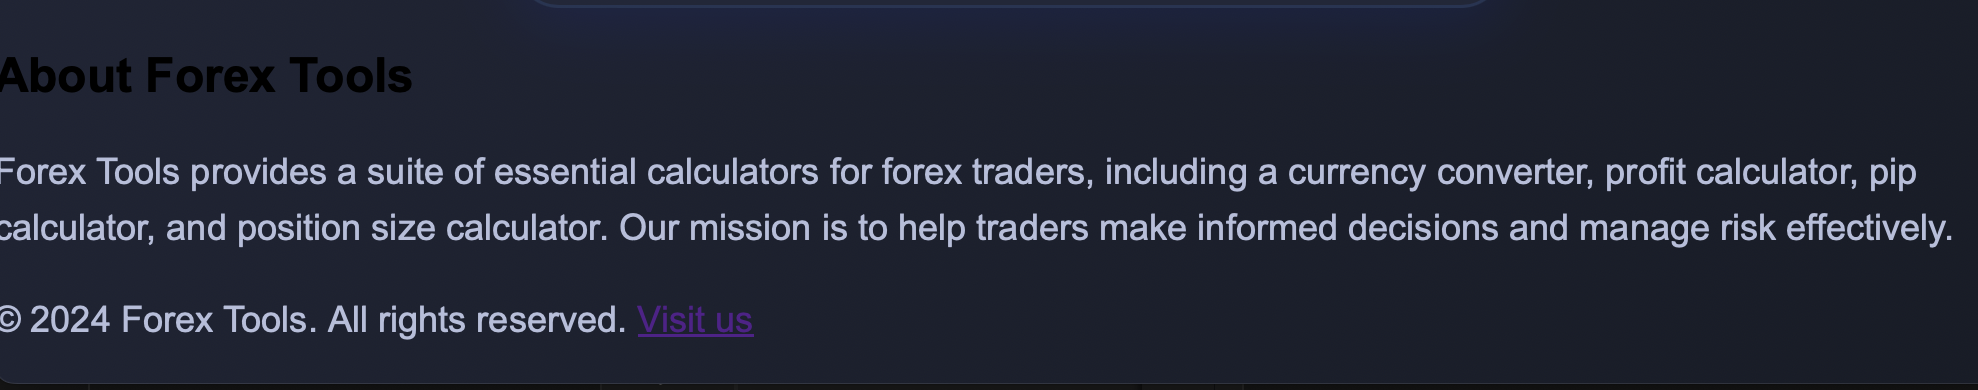 About Forex Tools
Forex Tools provides a suite of essential calculators for forex traders, including a currency converter, profit calculator, pip
calculator, and position size calculator. Our mission is to help traders make informed decisions and manage risk effectively.
© 2024 Forex Tools. All rights reserved. Visit us